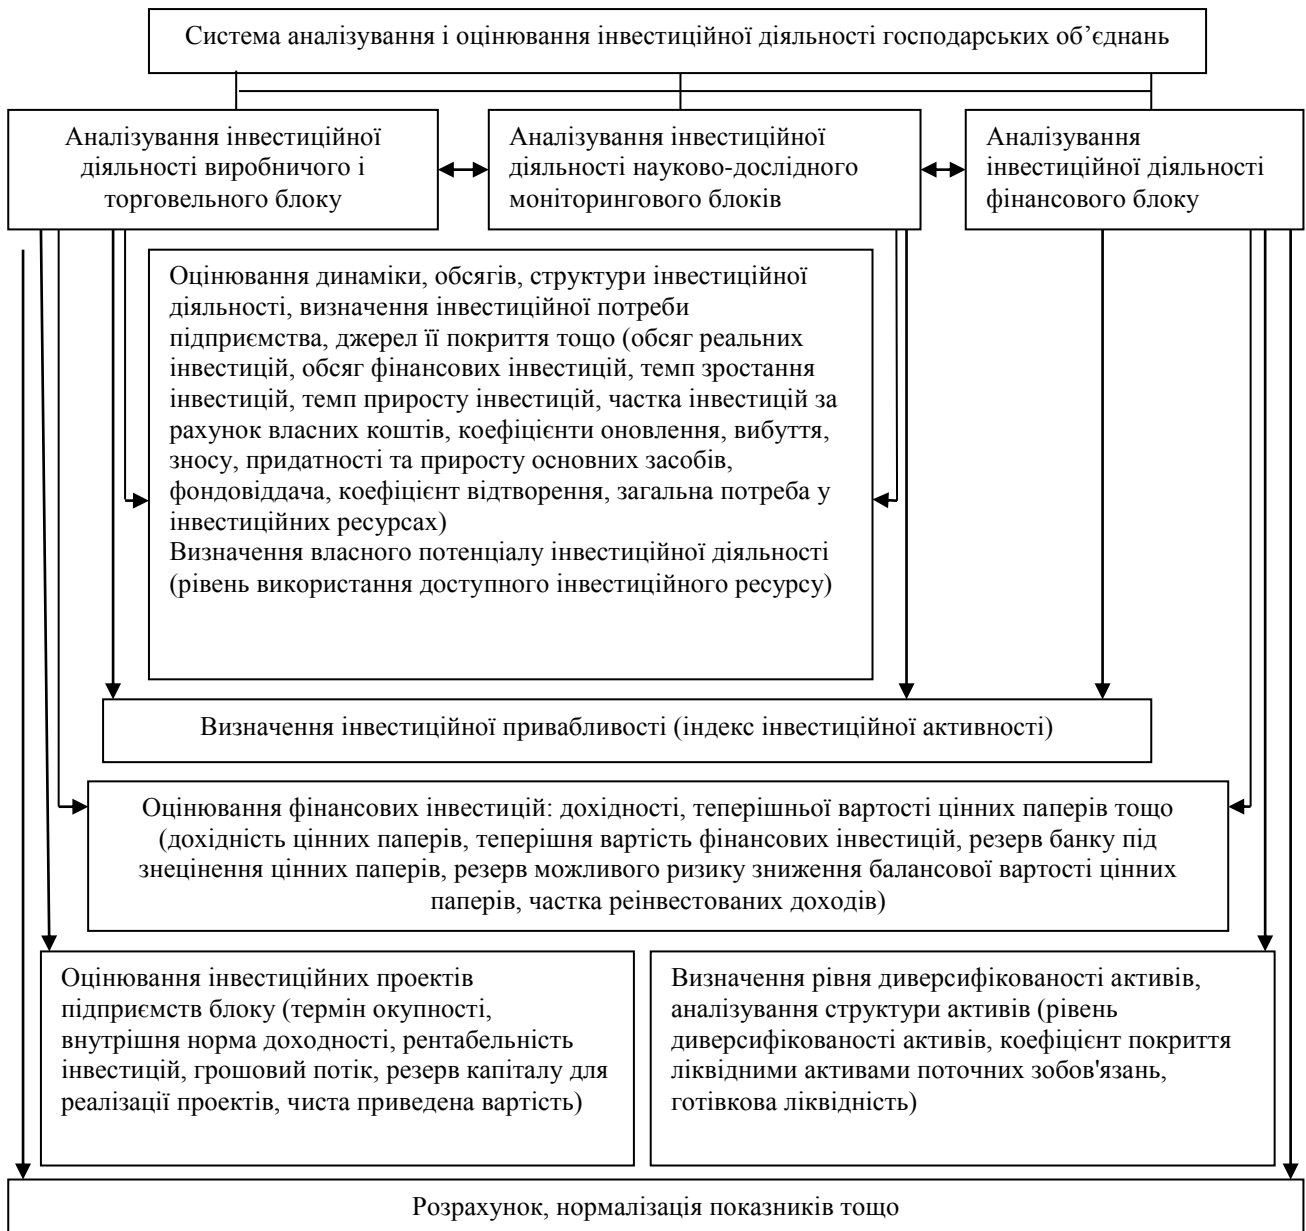 Система аналізування і оцінювання інвестиційної діяльності господарських об’єднань
Аналізування інвестиційної
діяльності виробничого і
торговельного блоку
Аналізування інвестиційної
діяльності науково-дослідного
моніторингового блоків
Аналізування
інвестиційної діяльності
фінансового блоку
Оцінювання динаміки, обсягів, структури інвестиційної
діяльності, визначення інвестиційної потреби
підприємства, джерел її покриття тощо (обсяг реальних
інвестицій, обсяг фінансових інвестицій, темп зростання
інвестицій, темп приросту інвестицій, частка інвестицій за
рахунок власних коштів, коефіцієнти оновлення, вибуття,
зносу, придатності та приросту основних засобів,
фондовіддача, коефіцієнт відтворення, загальна потреба у
інвестиційних ресурсах)
Визначення власного потенціалу інвестиційної діяльності
(рівень використання доступного інвестиційного ресурсу)
Визначення інвестиційної привабливості (індекс інвестиційної активності)
Оцінювання фінансових інвестицій: дохідності, теперішньої вартості цінних паперів тощо
(дохідність цінних паперів, теперішня вартість фінансових інвестицій, резерв банку під
знецінення цінних паперів, резерв можливого ризику зниження балансової вартості цінних
паперів, частка реінвестованих доходів)
Оцінювання інвестиційних проектів
підприємств блоку (термін окупності,
внутрішня норма доходності, рентабельність
інвестицій, грошовий потік, резерв капіталу для
реалізації проектів, чиста приведена вартість)
Визначення рівня диверсифікованості активів,
аналізування структури активів (рівень
диверсифікованості активів, коефіцієнт покриття
ліквідними активами поточних зобов'язань,
готівкова ліквідність)
Розрахунок, нормалізація показників тощо